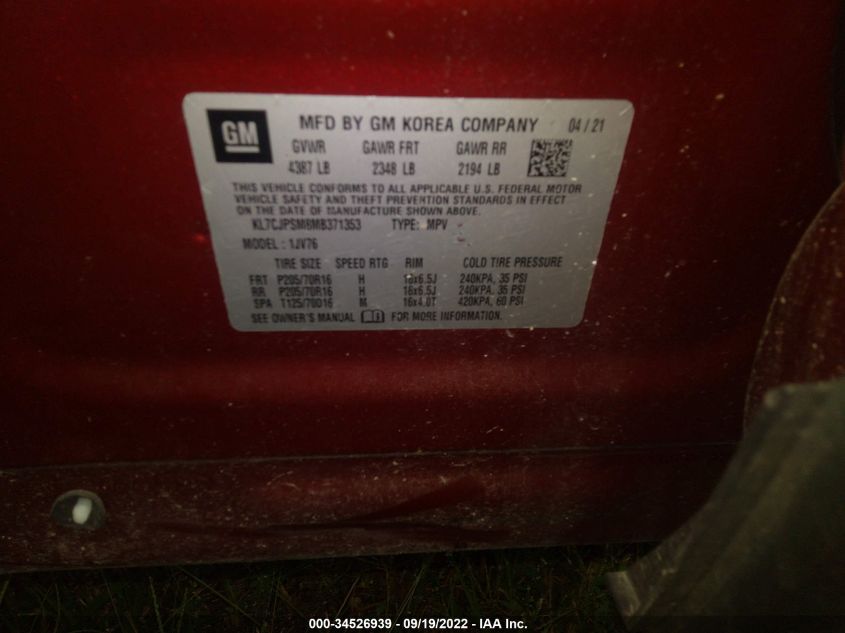 GM MFD BY GM KOREA COMPANY 04 / 21
GVWR GAWR FRT GAWR RR
4387 LB 2348 LB 2194 LB
THIS VEHICLE CONFORMS TO ALL APPLICABLE U.S. FEDERAL MOTOR
VEHICLE SAFETY AND THEFT PREVENTION STANDARDS IN EFFECT
ON THE DATE OF MANUFACTURE SHOWN ABOVE.
KL7CJPSM8MB371353 TYPE: MPV
MODEL : 1JV76
TIRE SIZE SPEED RTG RIM COLD TIRE PRESSURE
FRT P205/70R16 H 16x6.5J 240KPA, 35 PSI
RR P205/70R16 H 16x6.5J 240KPA, 35 PSI
SPA T125/70D16 M 16x4.0T 420KPA, 60 PSI
SEE OWNER'S MANUAL FOR MORE INFORMATION.
000-34526939 - 09/19/2022 - IAA Inc.